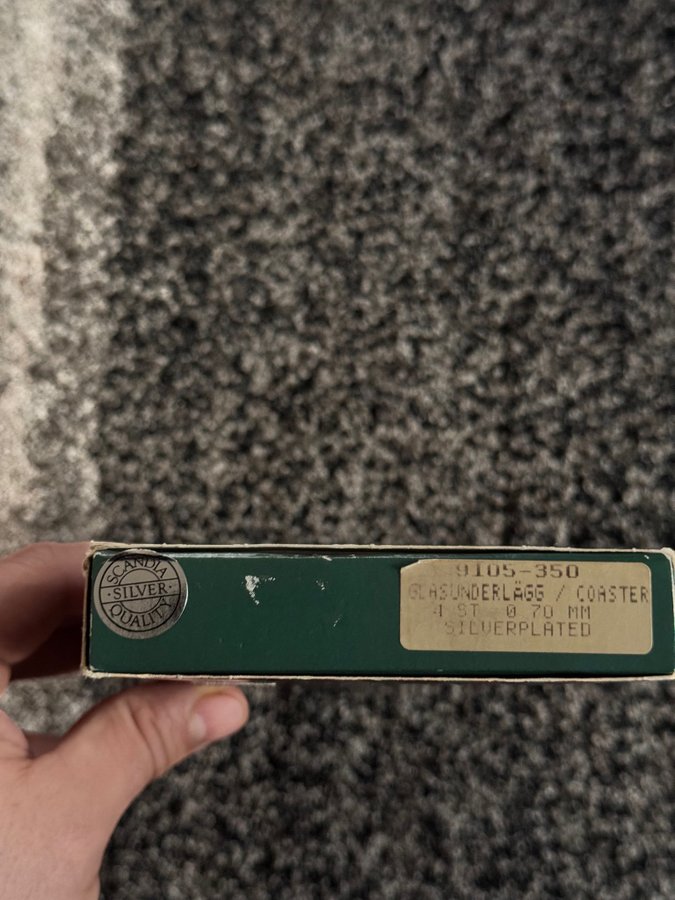 SCANDIA
·SILVER·
QUALITY
9105-350
GLASUNDERLÄGG / COASTER
4 ST  0 70 MM
SILVERPLATED